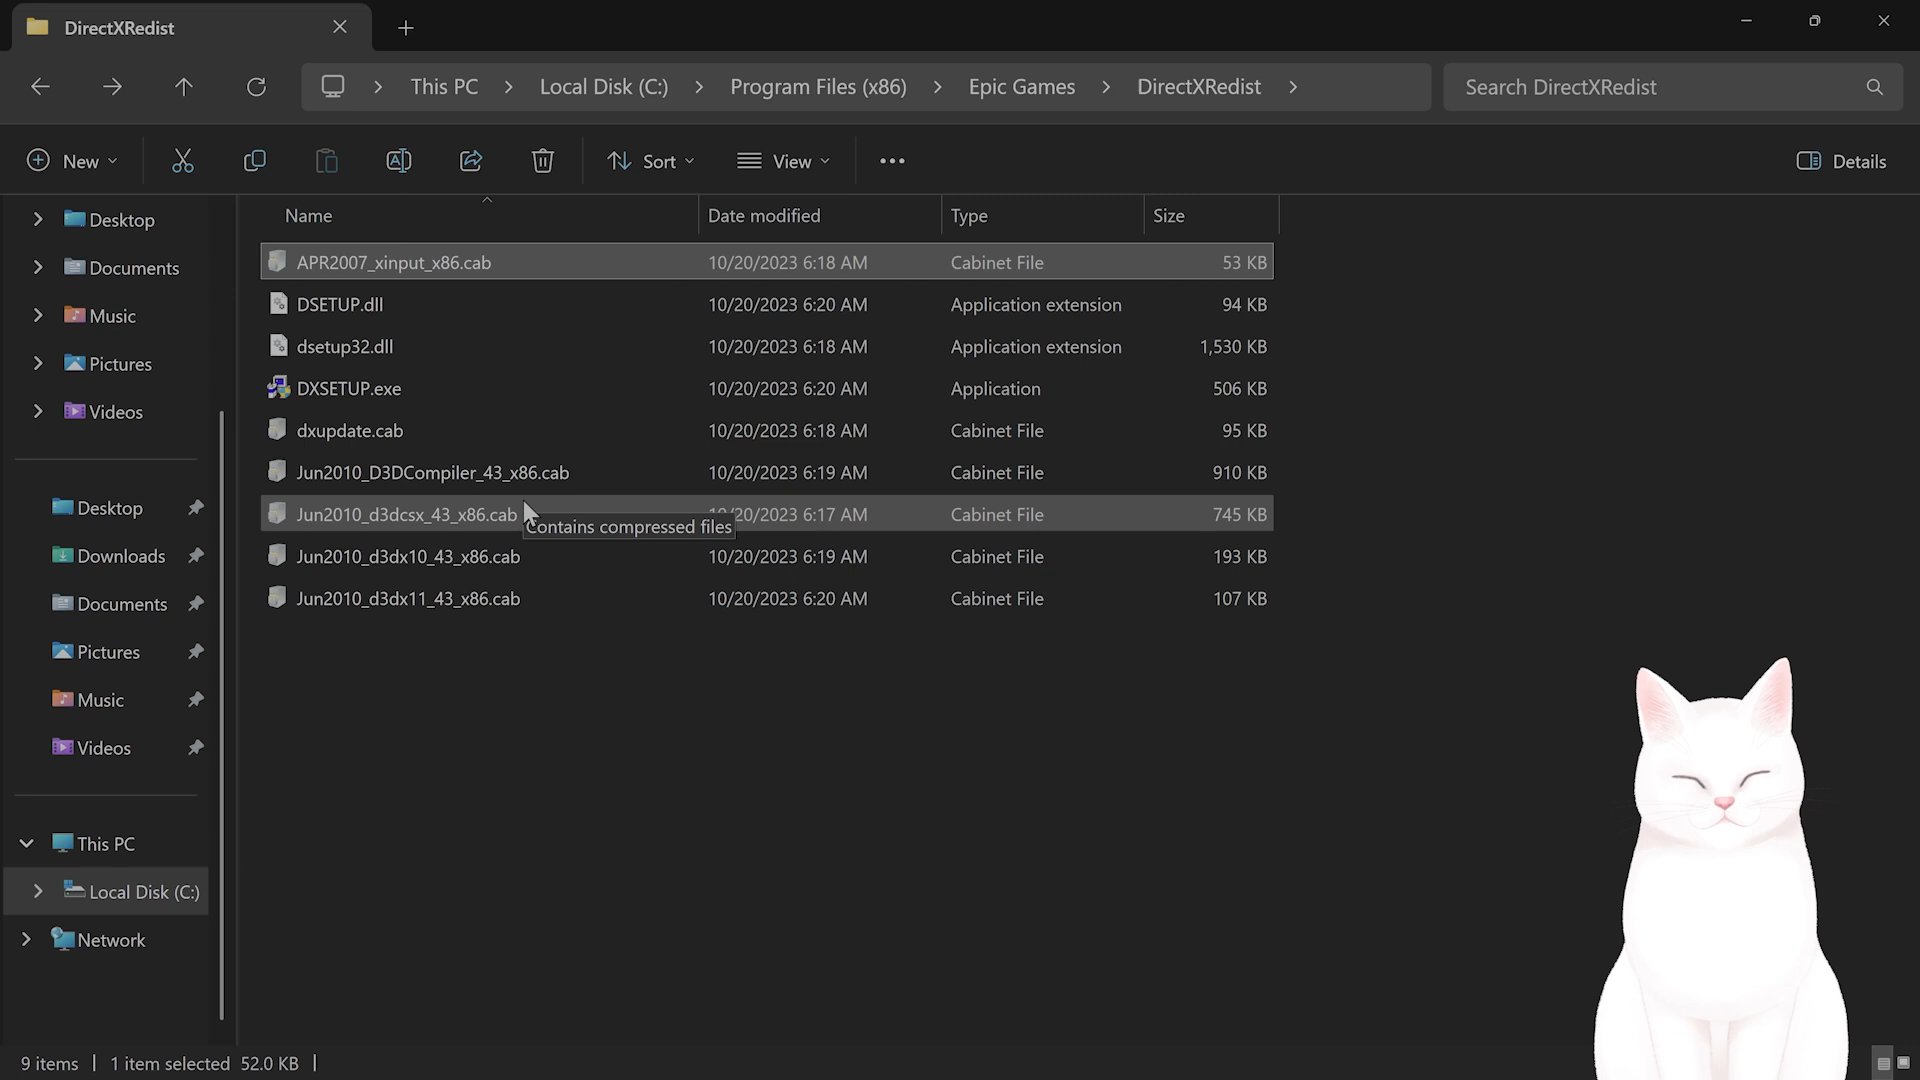 DirectXRedist
This PC Local Disk (C:) Program Files (x86) Epic Games DirectXRedist
Search DirectXRedist
New Sort View Details
Desktop
Documents
Music
Pictures
Videos
Desktop
Downloads
Documents
Pictures
Music
Videos
This PC
Local Disk (C:)
Network
Name Date modified Type Size
APR2007_xinput_x86.cab 10/20/2023 6:18 AM Cabinet File 53 KB
DSETUP.dll 10/20/2023 6:20 AM Application extension 94 KB
dsetup32.dll 10/20/2023 6:18 AM Application extension 1,530 KB
DXSETUP.exe 10/20/2023 6:20 AM Application 506 KB
dxupdate.cab 10/20/2023 6:18 AM Cabinet File 95 KB
Jun2010_D3DCompiler_43_x86.cab 10/20/2023 6:19 AM Cabinet File 910 KB
Jun2010_d3dcsx_43_x86.cab 10/20/2023 6:17 AM Cabinet File 745 KB
Contains compressed files
Jun2010_d3dx10_43_x86.cab 10/20/2023 6:19 AM Cabinet File 193 KB
Jun2010_d3dx11_43_x86.cab 10/20/2023 6:20 AM Cabinet File 107 KB
9 items 1 item selected 52.0 KB